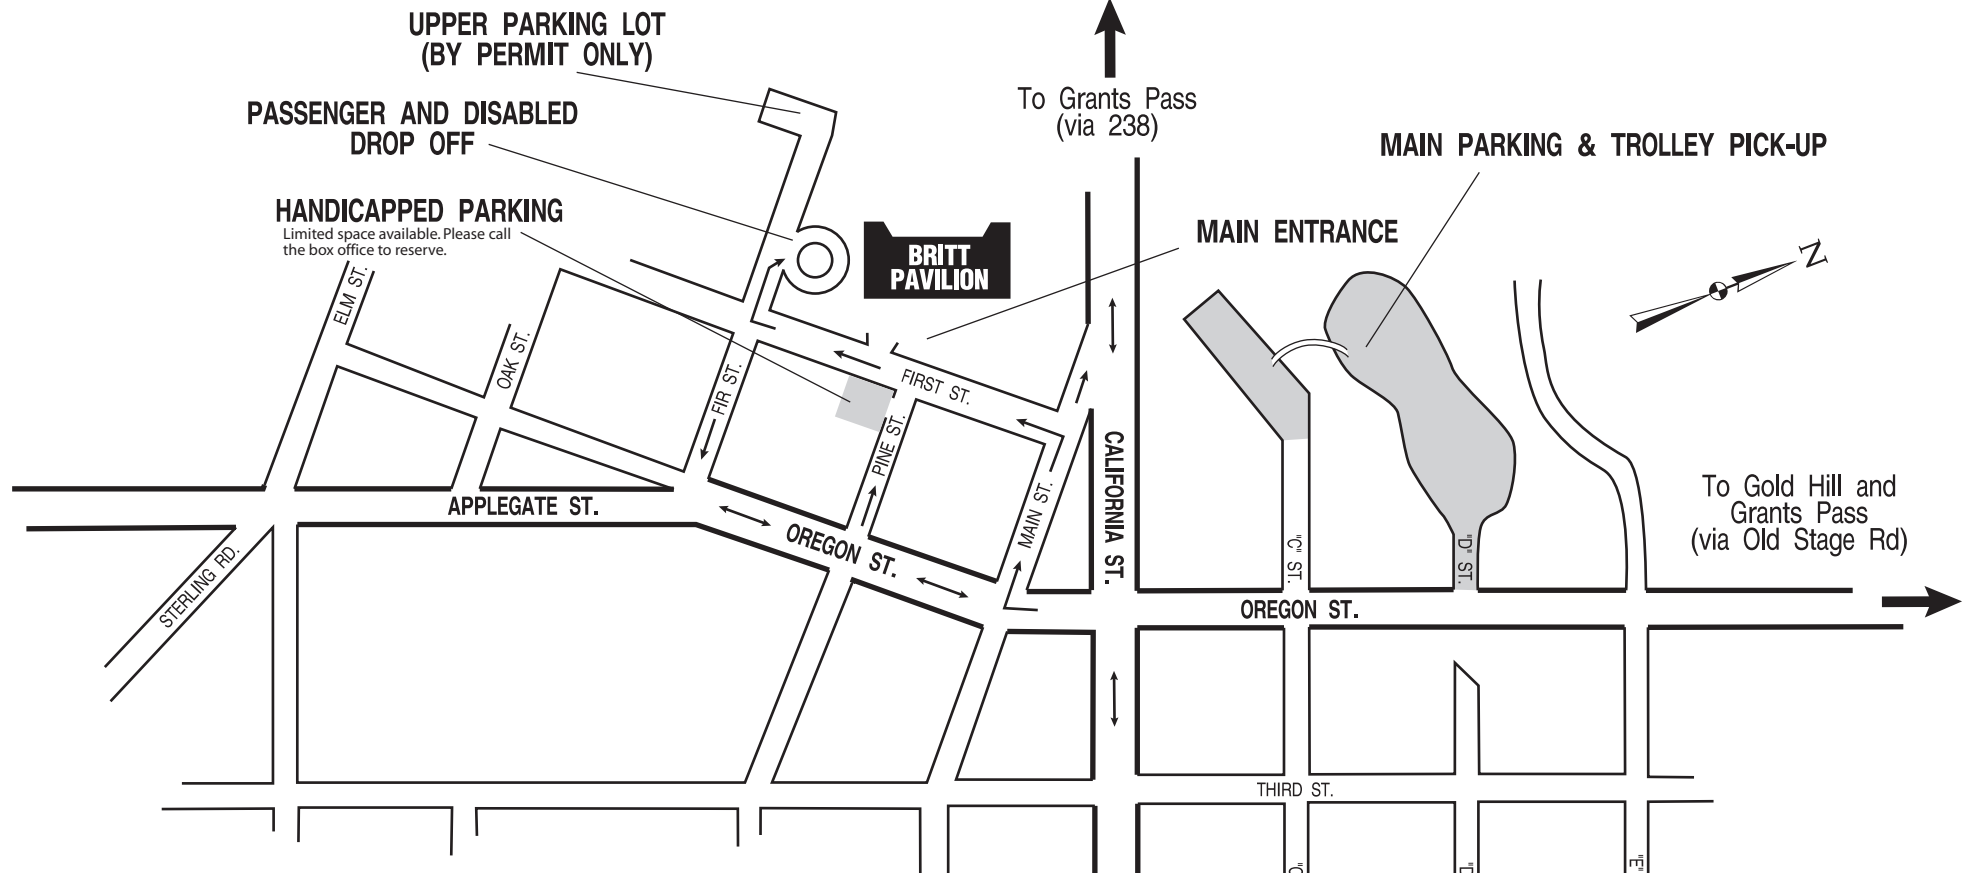 UPPER PARKING LOT
(BY PERMIT ONLY)
PASSENGER AND DISABLED
DROP OFF
HANDICAPPED PARKING
Limited space available. Please call
the box office to reserve.
To Grants Pass
(via 238)
MAIN PARKING & TROLLEY PICK-UP
MAIN ENTRANCE
BRITT
PAVILION
N
ELM ST.
OAK ST.
FIR ST.
FIRST ST.
PINE ST.
MAIN ST.
CALIFORNIA ST.
APPLEGATE ST.
OREGON ST.
STERLING RD.
"C" ST.
"D" ST.
To Gold Hill and
Grants Pass
(via Old Stage Rd)
OREGON ST.
THIRD ST.
"E"